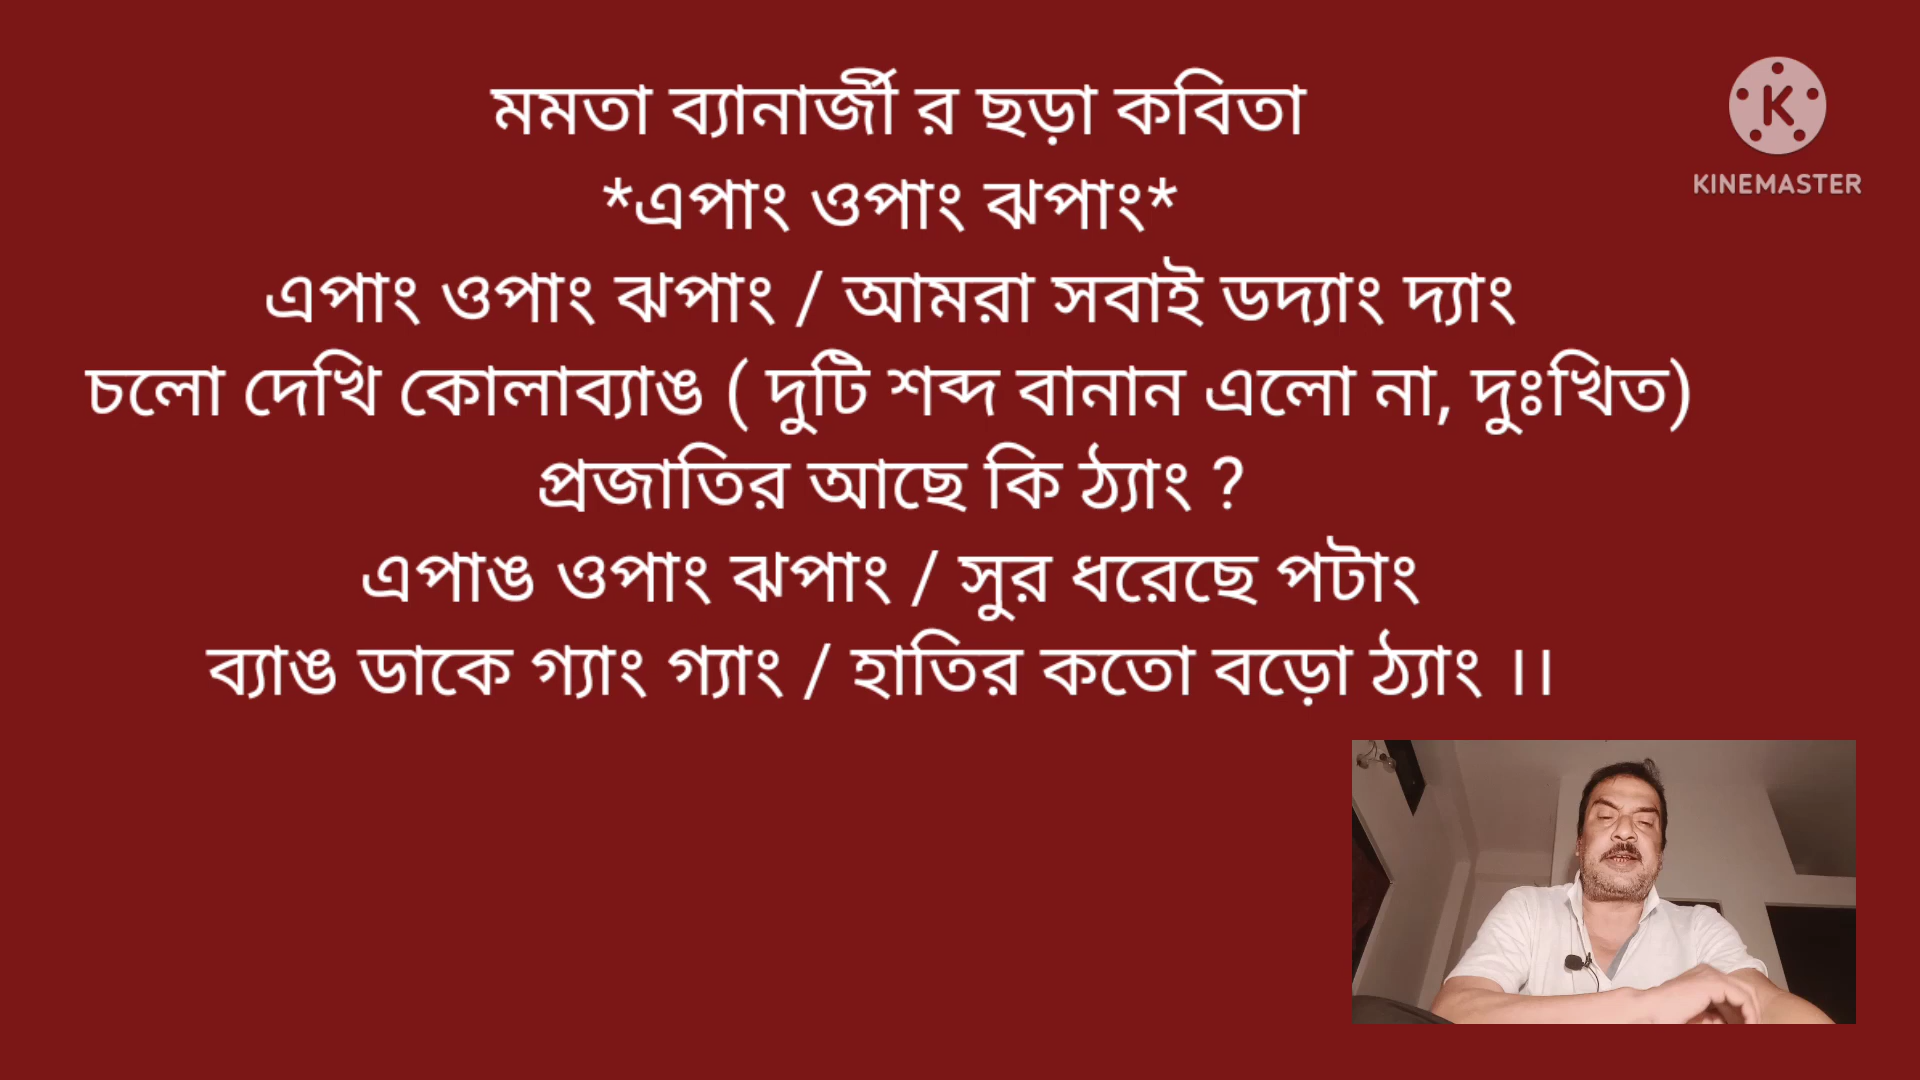 মমতা ব্যানার্জী র ছড়া কবিতা
*এপাং ওপাং ঝপাং*
এপাং ওপাং ঝপাং / আমরা সবাই ডদ্যাং দ্যাং
চলো দেখি কোলাব্যাঙ ( দুটি শব্দ বানান এলো না, দুঃখিত)
প্রজাতির আছে কি ঠ্যাং ?
এপাঙ ওপাং ঝপাং / সুর ধরেছে পটাং
ব্যাঙ ডাকে গ্যাং গ্যাং / হাতির কতো বড়ো ঠ্যাং ।।
K
KINEMASTER